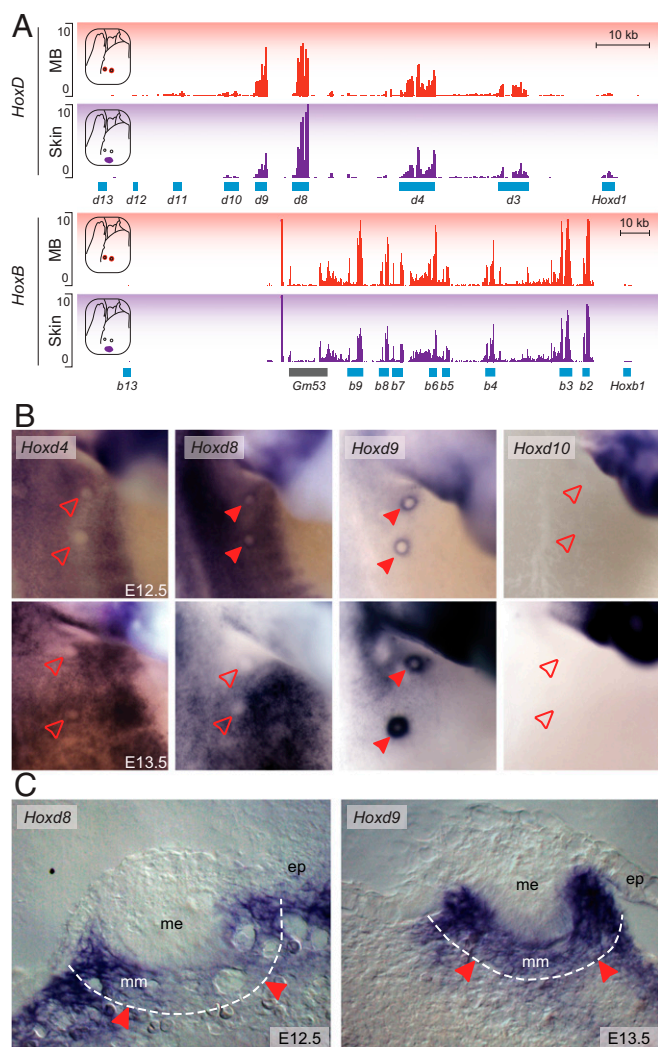 A
HoxD
MB
10
0
10 kb
Skin
10
0
d13 d12 d11 d10 d9 d8 d4 d3 Hoxd1
HoxB
MB
10
0
10 kb
Skin
10
0
b13 Gm53 b9 b8 b7 b6 b5 b4 b3 b2 Hoxb1
B
Hoxd4 Hoxd8 Hoxd9 Hoxd10
E12.5
E13.5
C
Hoxd8
ep
me
mm
E12.5
Hoxd9
me
ep
mm
E13.5